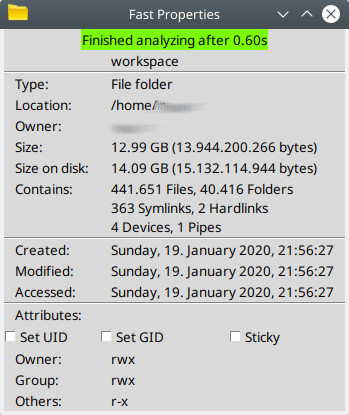 Fast Properties
Finished analyzing after 0.60s
workspace
Type: File folder
Location: /home/
Owner:
Size: 12.99 GB (13.944.200.266 bytes)
Size on disk: 14.09 GB (15.132.114.944 bytes)
Contains: 441.651 Files, 40.416 Folders
363 Symlinks, 2 Hardlinks
4 Devices, 1 Pipes
Created: Sunday, 19. January 2020, 21:56:27
Modified: Sunday, 19. January 2020, 21:56:27
Accessed: Sunday, 19. January 2020, 21:56:27
Attributes:
Set UID Set GID Sticky
Owner: rwx
Group: rwx
Others: r-x